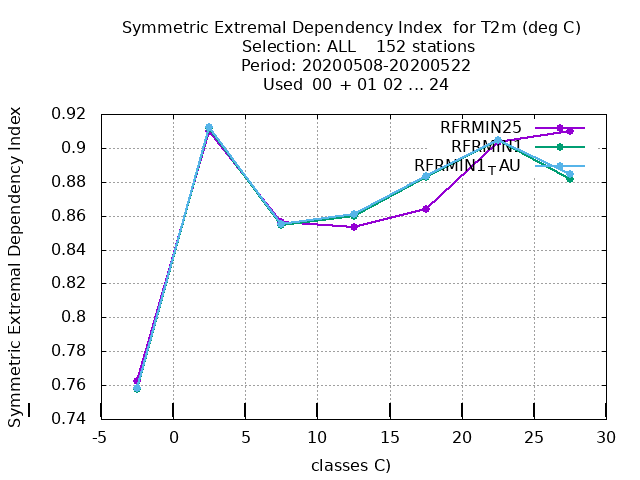 Symmetric Extremal Dependency Index  for T2m (deg C)
Selection: ALL    152 stations
Period: 20200508-20200522
Used  00  + 01 02 ... 24
Symmetric Extremal Dependency Index
0.92
0.9
0.88
0.86
0.84
0.82
0.8
0.78
0.76
0.74
RFRMIN25
RFRMIN1
RFRMIN1TAU
-5
0
5
10
15
20
25
30
classes C)